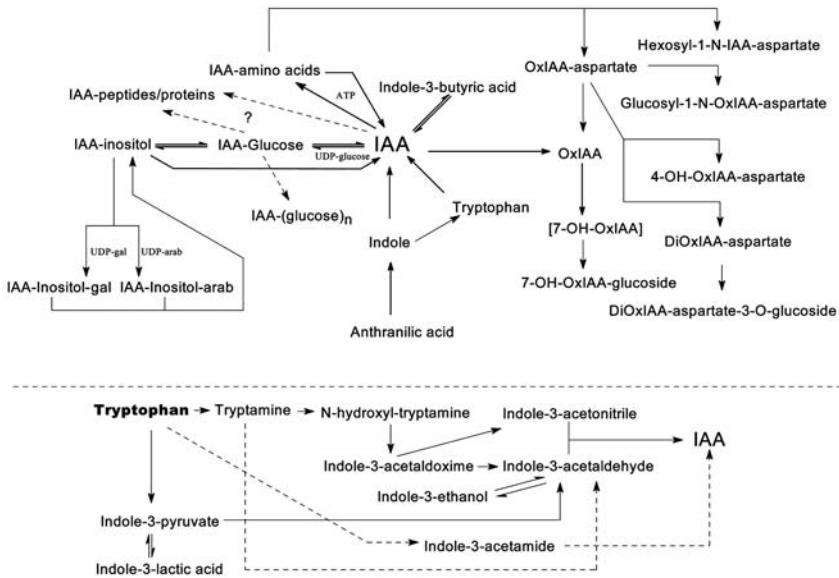 Hexosyl-1-N-IAA-aspartate
OxIAA-aspartate
IAA-amino acids
Indole-3-butyric acid
ATP
IAA-peptides/proteins
Glucosyl-1-N-OxIAA-aspartate
?
IAA-inositol
IAA-Glucose
UDP-glucose
IAA
OxIAA
4-OH-OxIAA-aspartate
Tryptophan
IAA-(glucose)n
[7-OH-OxIAA]
Indole
DiOxIAA-aspartate
UDP-gal
UDP-arab
7-OH-OxIAA-glucoside
IAA-Inositol-gal
IAA-Inositol-arab
DiOxIAA-aspartate-3-O-glucoside
Anthranilic acid
Tryptophan
Tryptamine
N-hydroxyl-tryptamine
Indole-3-acetonitrile
IAA
Indole-3-acetaldoxime
Indole-3-acetaldehyde
Indole-3-ethanol
Indole-3-pyruvate
Indole-3-acetamide
Indole-3-lactic acid